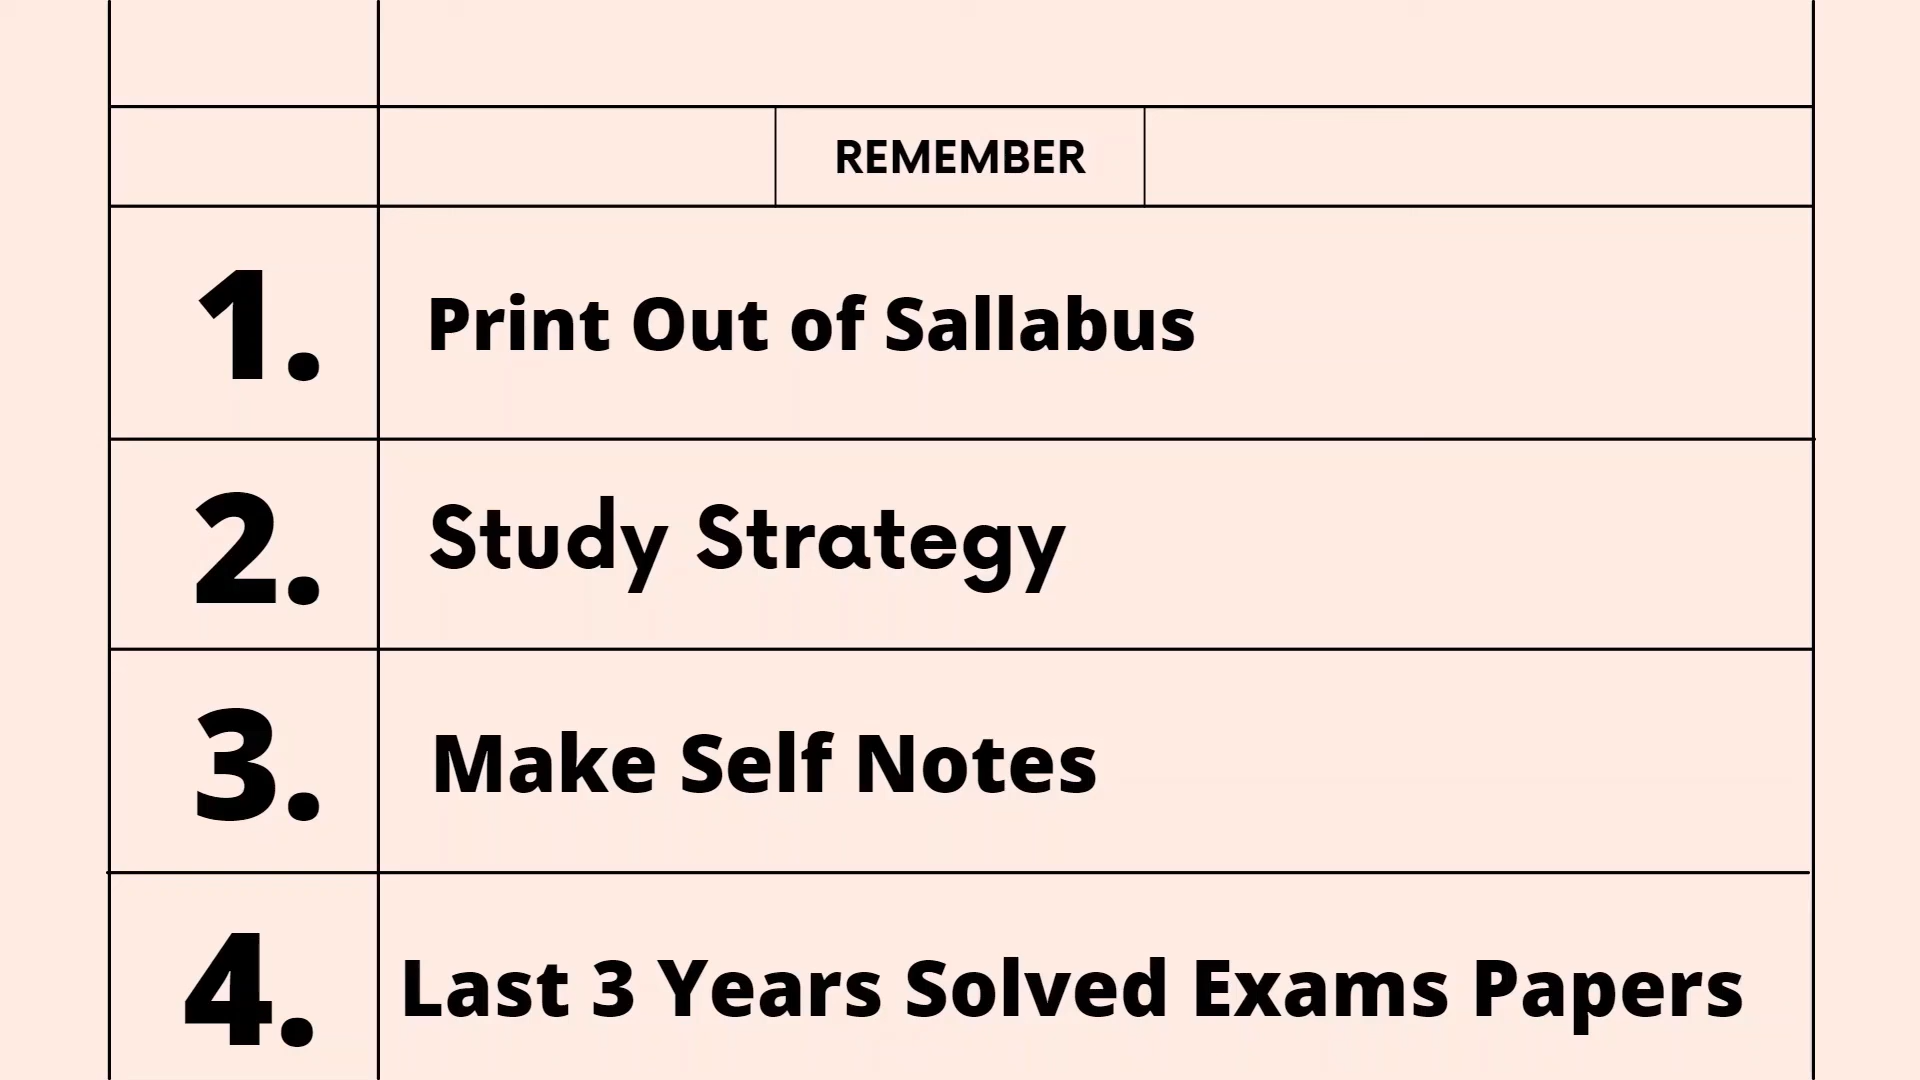 REMEMBER
1. Print Out of Sallabus
2. Study Strategy
3. Make Self Notes
4. Last 3 Years Solved Exams Papers